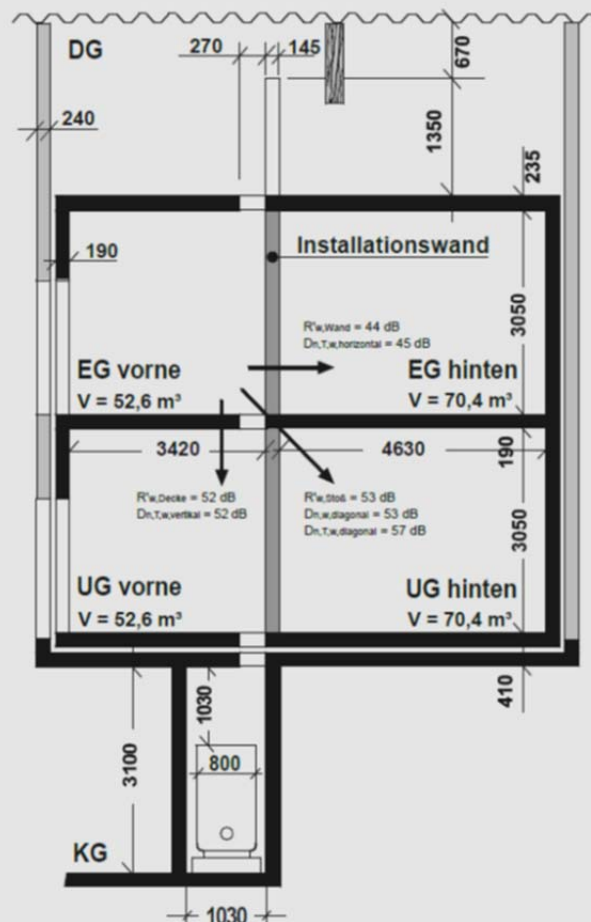 DG
270
145
670
240
1350
235
190
Installationswand
R'w,Wand = 44 dB
Dn,T,w,horizontal = 45 dB
3050
EG vorne
V = 52,6 m³
EG hinten
V = 70,4 m³
3420
4630
190
R'w,Decke = 52 dB
Dn,T,w,vertikal = 52 dB
R'w,Stoß = 53 dB
Dn,w,diagonal = 53 dB
Dn,T,w,diagonal = 57 dB
3050
UG vorne
V = 52,6 m³
UG hinten
V = 70,4 m³
1030
410
3100
800
KG
1030